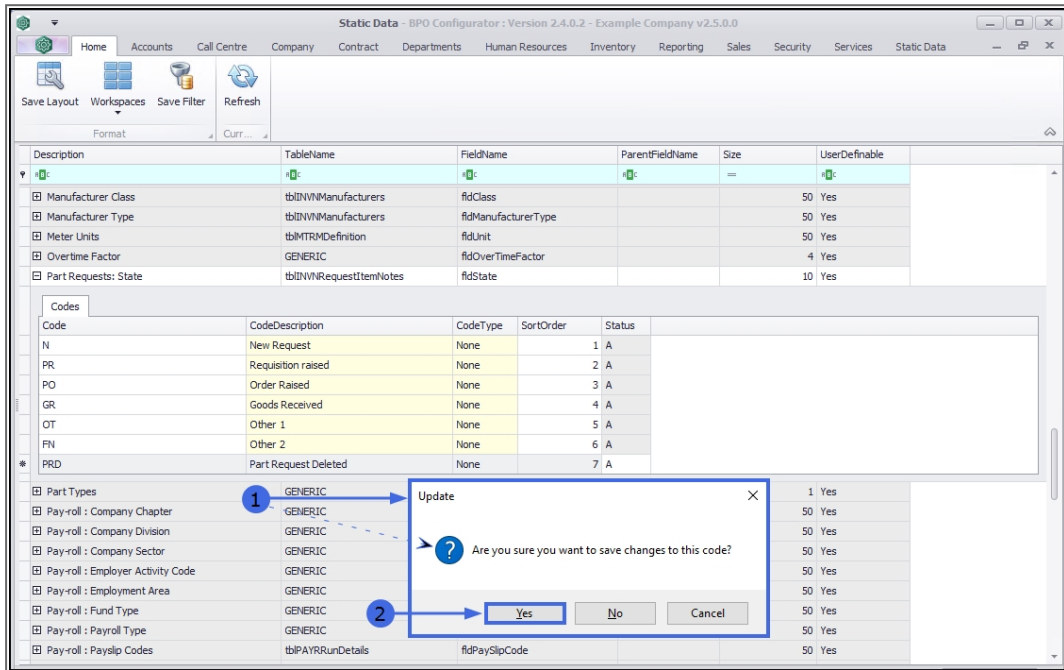 Static Data - BPO Configurator : Version 2.4.0.2 - Example Company v2.5.0.0
Home Accounts Call Centre Company Contract Departments Human Resources Inventory Reporting Sales Security Services Static Data
Save Layout Workspaces Save Filter Refresh
Format Curr...
Description TableName FieldName ParentFieldName Size UserDefinable
=
Manufacturer Class tblINVNManufacturers fldClass 50 Yes
Manufacturer Type tblINVNManufacturers fldManufacturerType 50 Yes
Meter Units tblMTRMDefinition fldUnit 50 Yes
Overtime Factor GENERIC fldOverTimeFactor 4 Yes
Part Requests: State tblINVNRequestItemNotes fldState 10 Yes
Codes
Code CodeDescription CodeType SortOrder Status
N New Request None 1 A
PR Requisition raised None 2 A
PO Order Raised None 3 A
GR Goods Received None 4 A
OT Other 1 None 5 A
FN Other 2 None 6 A
PRD Part Request Deleted None 7 A
Part Types GENERIC 1 Yes
Pay-roll : Company Chapter GENERIC 50 Yes
Pay-roll : Company Division GENERIC 50 Yes
Pay-roll : Company Sector GENERIC 50 Yes
Pay-roll : Employer Activity Code GENERIC 50 Yes
Pay-roll : Employment Area GENERIC 50 Yes
Pay-roll : Fund Type GENERIC 50 Yes
Pay-roll : Payroll Type GENERIC 50 Yes
Pay-roll : Payslip Codes tblPAYRRunDetails fldPaySlipCode 50 Yes
1
Update
Are you sure you want to save changes to this code?
2
Yes No Cancel